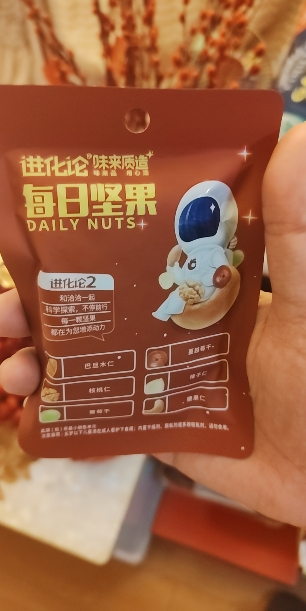 进化论 味来质造
每日坚果
DAILY NUTS
进化论2
和洽洽一起
科学探索，不停前行
每一颗坚果
都在为您增添动力
巴旦木仁
蔓越莓干
核桃仁
榛子仁
葡萄干
腰果仁